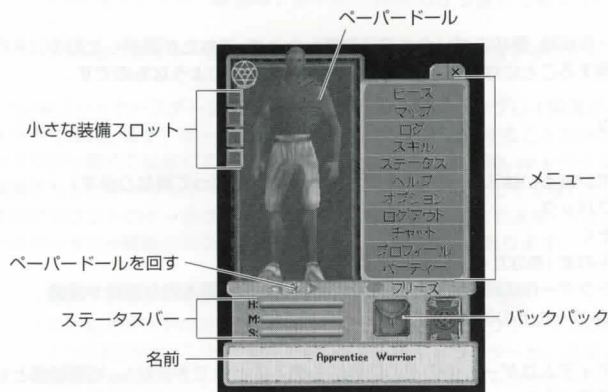 ペーパードール
小さな装備スロット
ピース
マップ
ログ
スキル
ステータス
ヘルプ
オプション
ログアウト
チャット
プロフィール
パーティー
フリーズ
メニュー
ペーパードールを回す
ステータスバー
H:
M:
S:
バックパック
名前
Apprentice Warrior